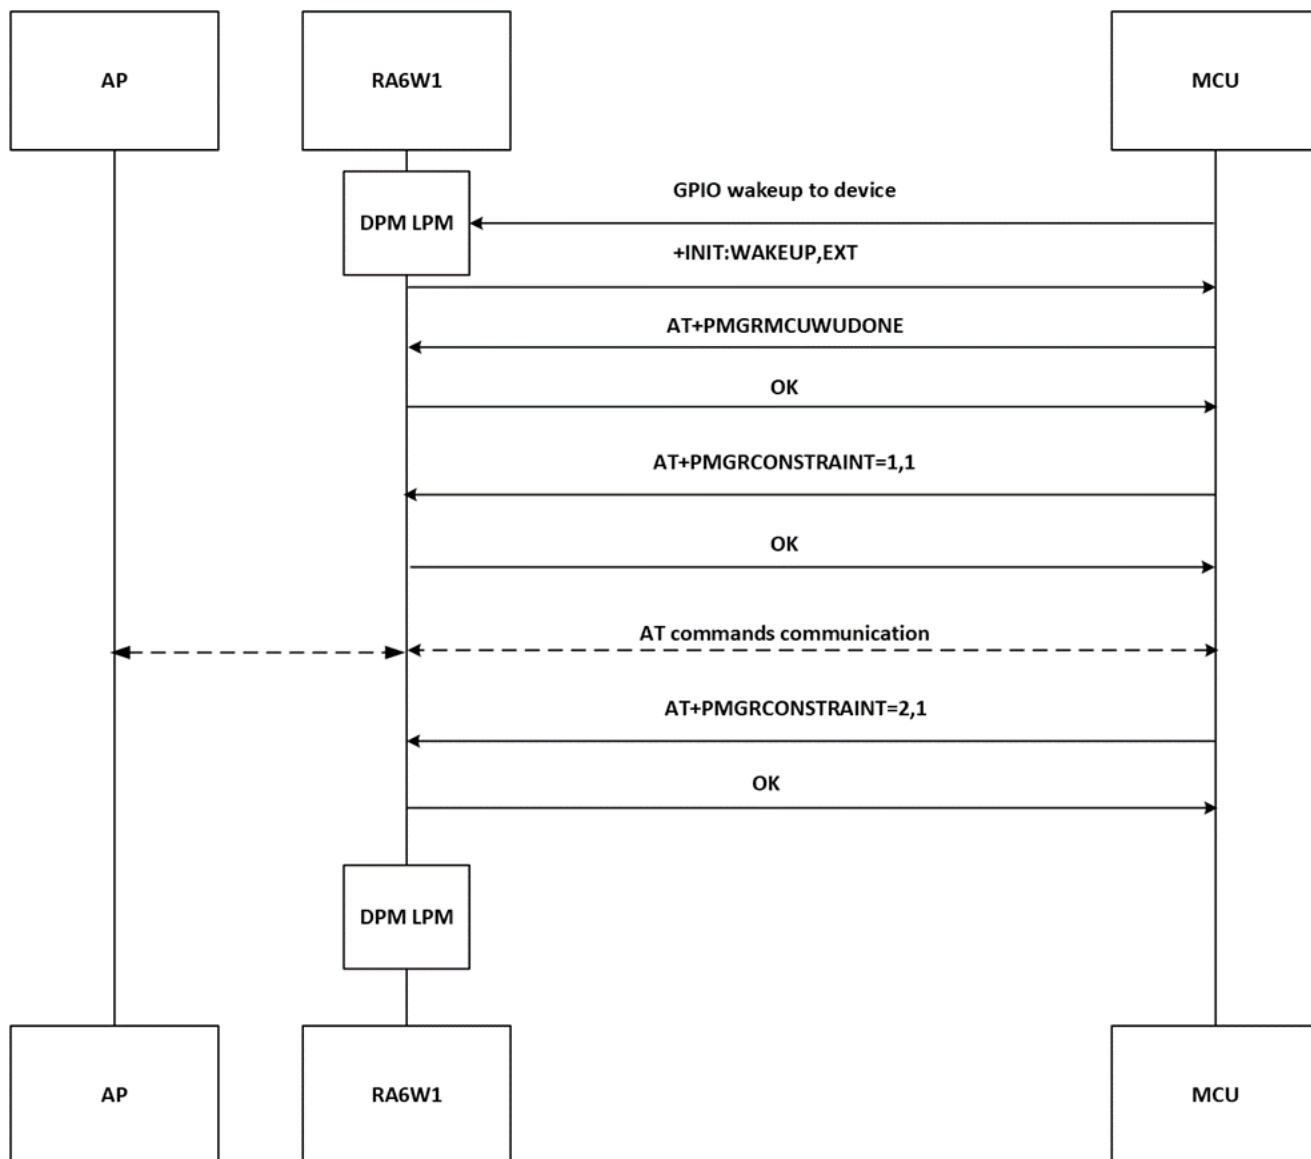 AP
RA6W1
MCU
GPIO wakeup to device
DPM LPM
+INIT:WAKEUP,EXT
AT+PMGRMCUWUDONE
OK
AT+PMGRCONSTRAINT=1,1
OK
AT commands communication
AT+PMGRCONSTRAINT=2,1
OK
DPM LPM
AP
RA6W1
MCU